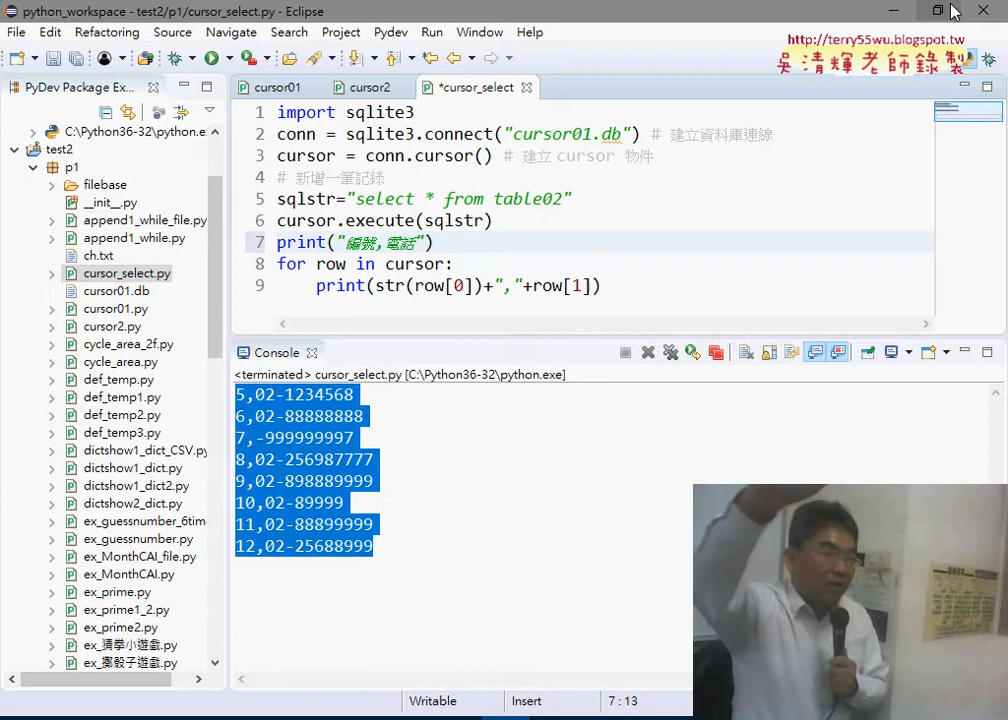 python_workspace - test2/p1/cursor_select.py - Eclipse
File Edit Refactoring Source Navigate Search Project Pydev Run Window Help
http://terry55wu.blogspot.tw
吳清輝老師錄製
PyDev Package Ex...
cursor01 cursor2 *cursor_select
C:\Python36-32\python.e
test2
p1
filebase
__init__.py
append1_while_file.py
append1_while.py
ch.txt
cursor_select.py
cursor01.db
cursor01.py
cursor2.py
cycle_area_2f.py
cycle_area.py
def_temp.py
def_temp1.py
def_temp2.py
def_temp3.py
dictshow1_dict_CSV.py
dictshow1_dict.py
dictshow1_dict2.py
dictshow2_dict.py
ex_guessnumber_6time
ex_guessnumber.py
ex_MonthCAI_file.py
ex_MonthCAI.py
ex_prime.py
ex_prime1_2.py
ex_prime2.py
ex_猜拳小遊戲.py
ex_擲骰子遊戲.py
1 import sqlite3
2 conn = sqlite3.connect("cursor01.db") # 建立資料庫連線
3 cursor = conn.cursor() # 建立 cursor 物件
4 # 新增一筆記錄
5 sqlstr="select * from table02"
6 cursor.execute(sqlstr)
7 print("編號,電話")
8 for row in cursor:
9 print(str(row[0])+","+row[1])
Console
<terminated> cursor_select.py [C:\Python36-32\python.exe]
5,02-1234568
6,02-88888888
7,-999999997
8,02-256987777
9,02-898889999
10,02-89999
11,02-88899999
12,02-25688999
Writable Insert 7 : 13